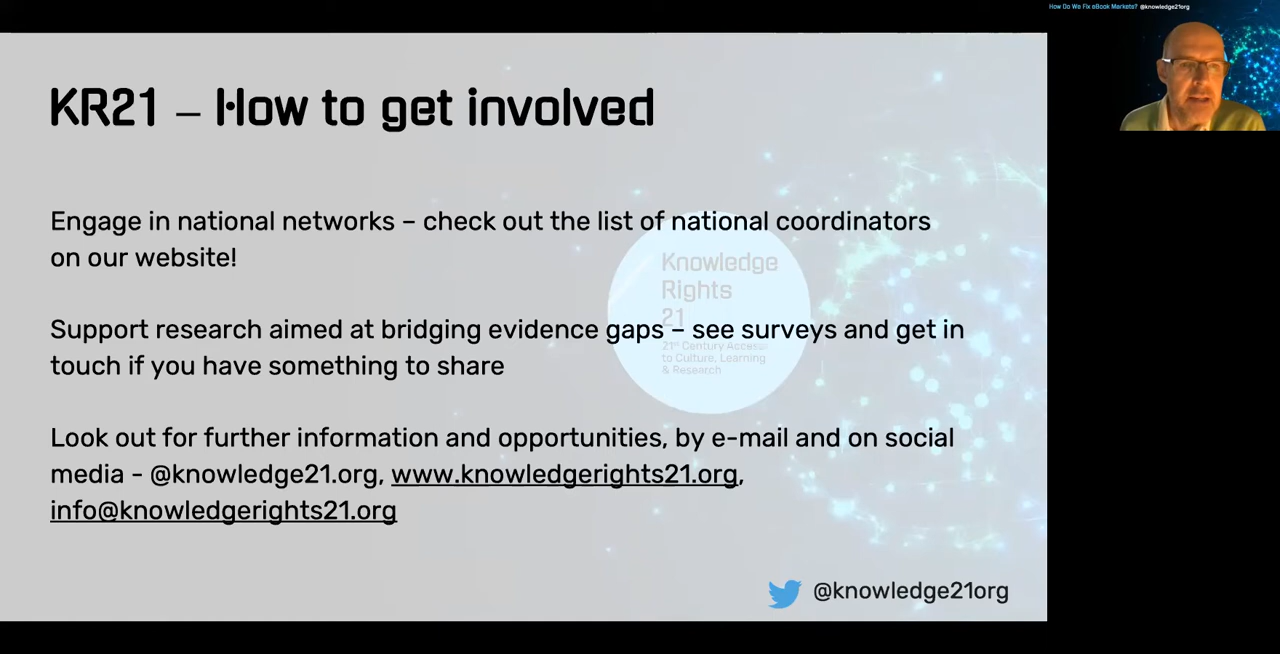 How Do We Fix eBook Markets? @knowledge21org
KR21 – How to get involved
Engage in national networks – check out the list of national coordinators
on our website!
Knowledge
Rights
21
21st Century Access
to Culture, Learning
& Research
Support research aimed at bridging evidence gaps – see surveys and get in
touch if you have something to share
Look out for further information and opportunities, by e-mail and on social
media - @knowledge21.org, www.knowledgerights21.org,
info@knowledgerights21.org
@knowledge21org